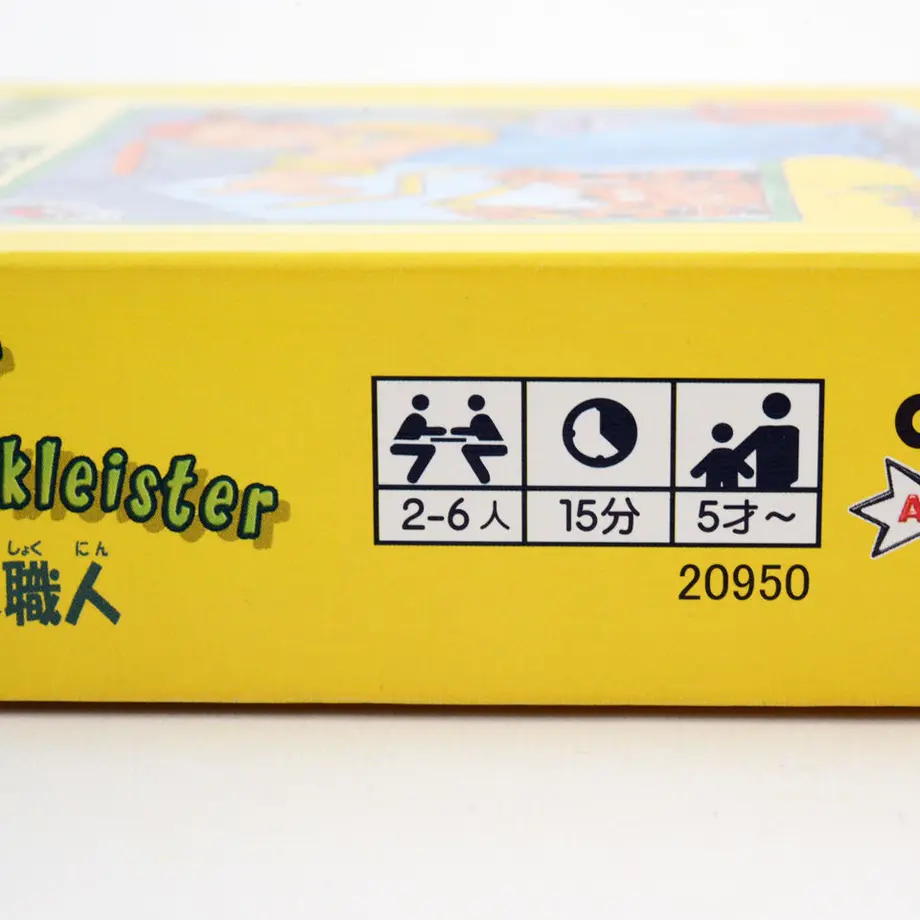 kleister
しょく にん
職人
2-6人 15分 5才〜
20950